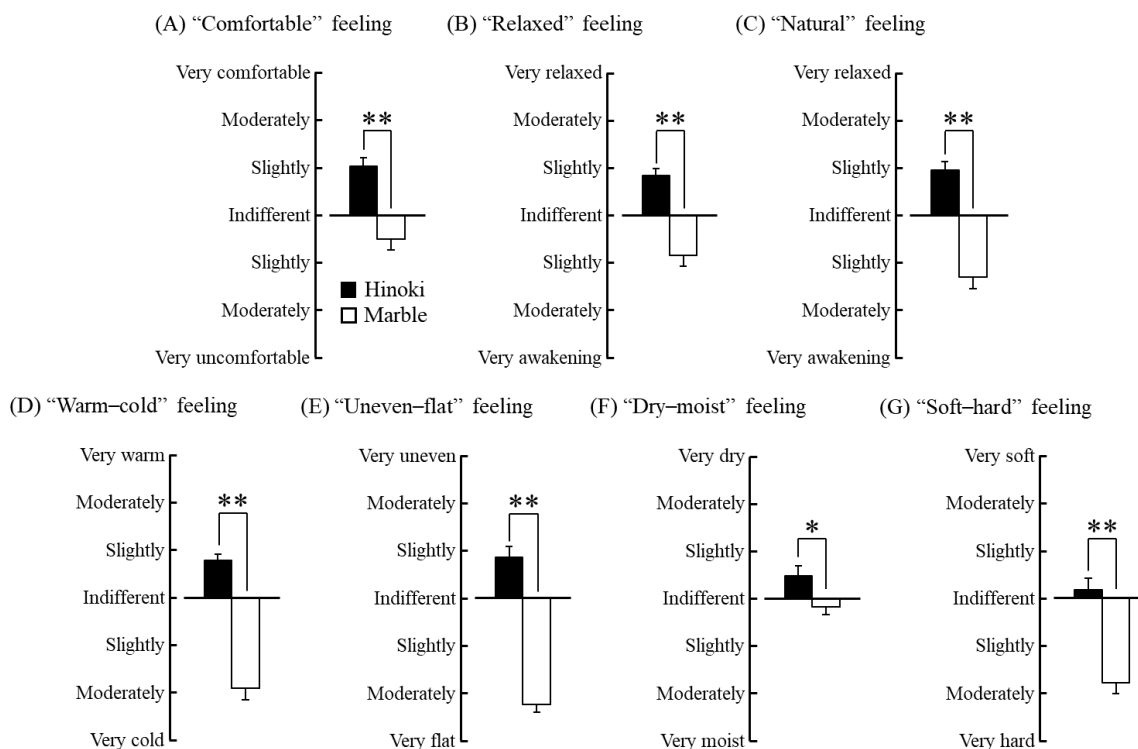 (A) “Comfortable” feeling
Very comfortable
Moderately
**
Slightly
Indifferent
Slightly
Moderately
Very uncomfortable
Hinoki
Marble
(B) “Relaxed” feeling
Very relaxed
Moderately
**
Slightly
Indifferent
Slightly
Moderately
Very awakening
(C) “Natural” feeling
Very relaxed
Moderately
**
Slightly
Indifferent
Slightly
Moderately
Very awakening
(D) “Warm–cold” feeling
Very warm
Moderately
**
Slightly
Indifferent
Slightly
Moderately
Very cold
(E) “Uneven–flat” feeling
Very uneven
Moderately
**
Slightly
Indifferent
Slightly
Moderately
Very flat
(F) “Dry–moist” feeling
Very dry
Moderately
*
Slightly
Indifferent
Slightly
Moderately
Very moist
(G) “Soft–hard” feeling
Very soft
Moderately
**
Slightly
Indifferent
Slightly
Moderately
Very hard